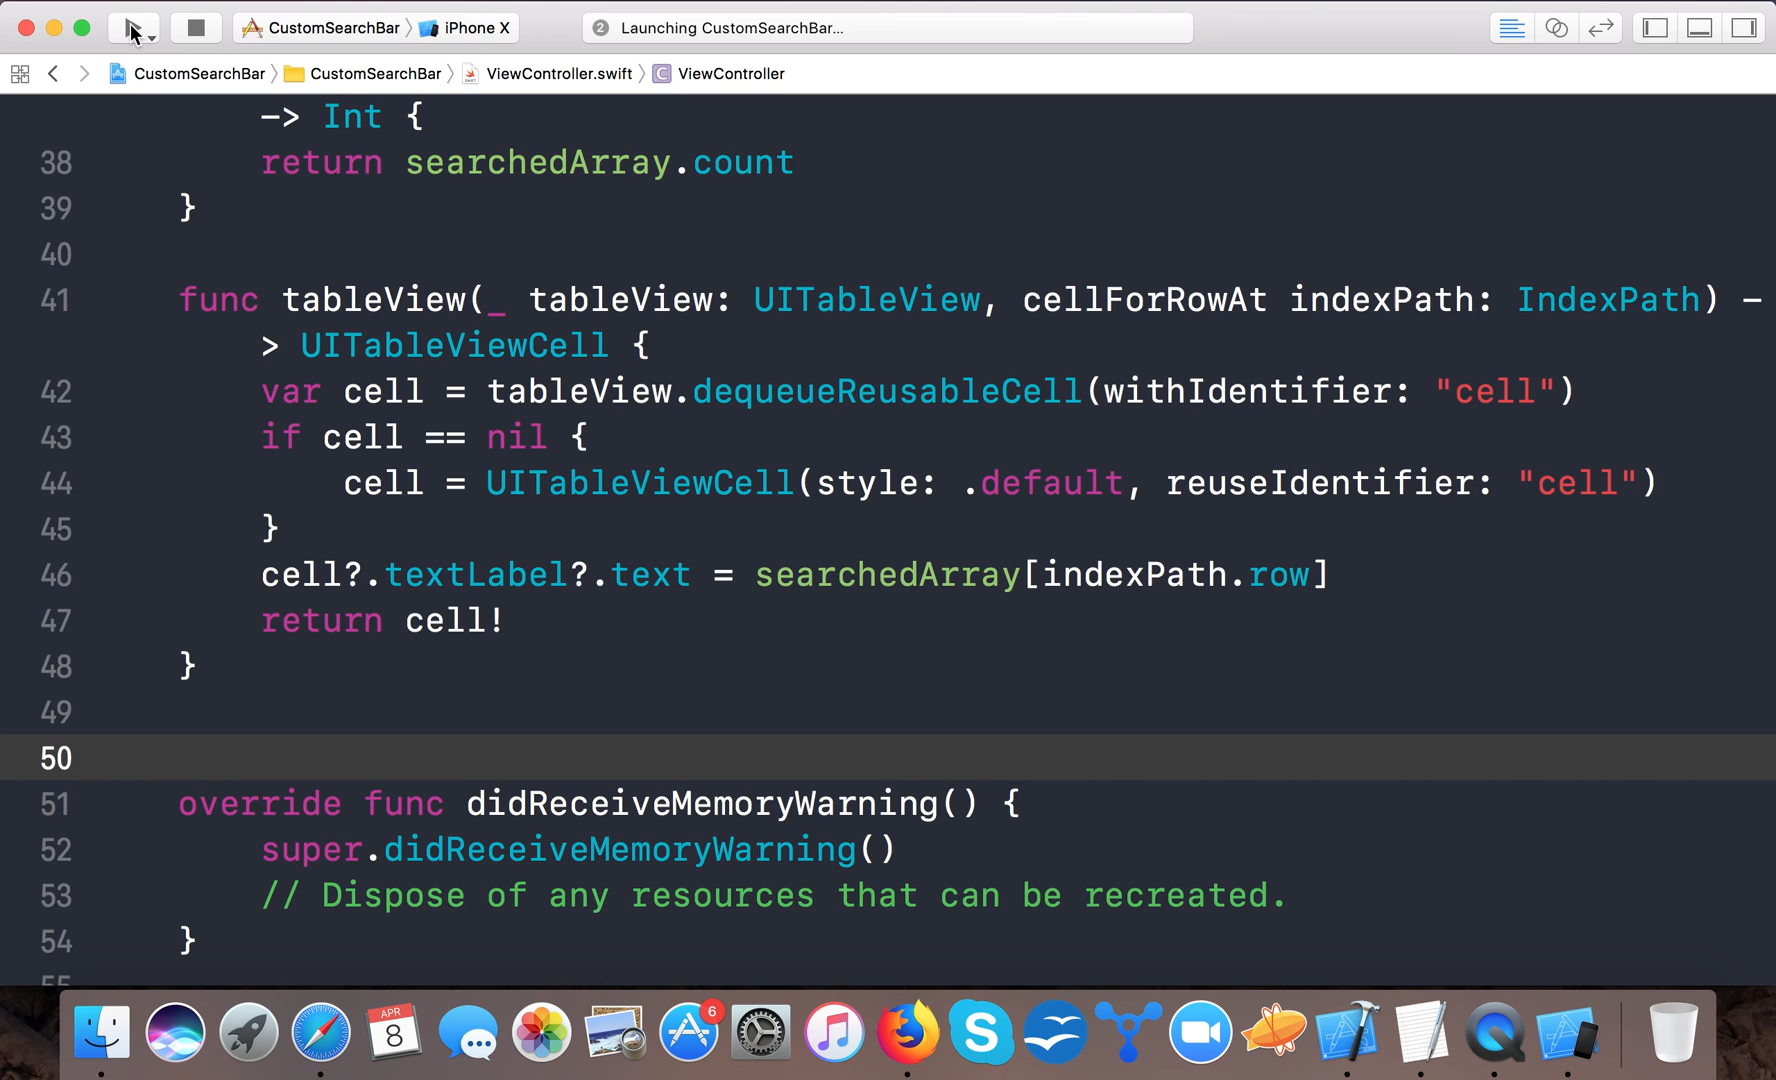 CustomSearchBar iPhone X 2 Launching CustomSearchBar...
CustomSearchBar CustomSearchBar ViewController.swift C ViewController
-> Int {
38 return searchedArray.count
39 }
40
41 func tableView(_ tableView: UITableView, cellForRowAt indexPath: IndexPath) -
> UITableViewCell {
42 var cell = tableView.dequeueReusableCell(withIdentifier: "cell")
43 if cell == nil {
44 cell = UITableViewCell(style: .default, reuseIdentifier: "cell")
45 }
46 cell?.textLabel?.text = searchedArray[indexPath.row]
47 return cell!
48 }
49
50
51 override func didReceiveMemoryWarning() {
52 super.didReceiveMemoryWarning()
53 // Dispose of any resources that can be recreated.
54 }
55
APR
8
6
S